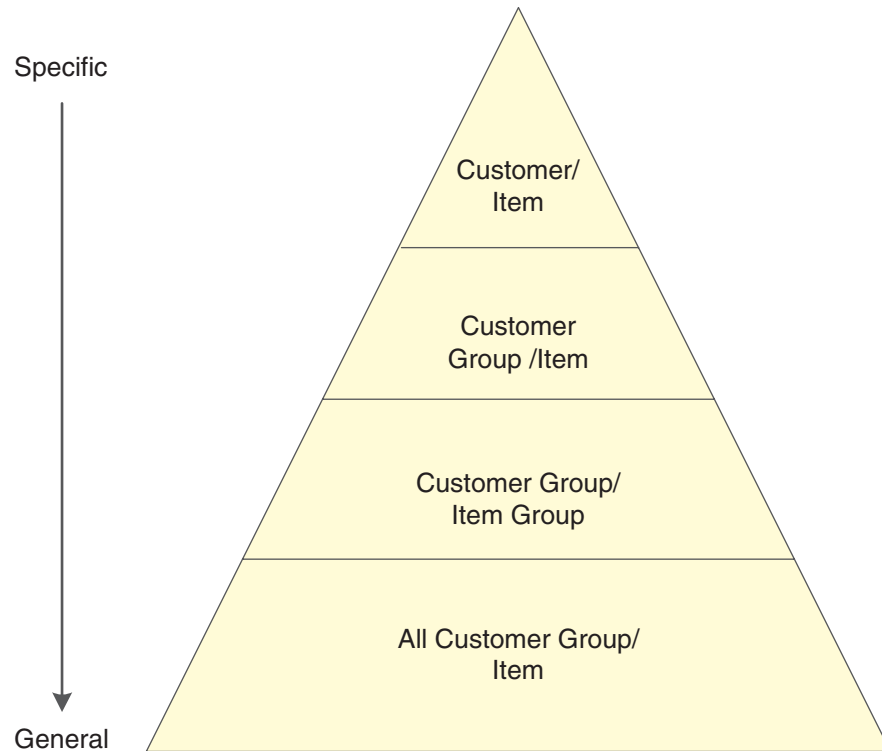 Specific
Customer/
Item
Customer
Group /Item
Customer Group/
Item Group
All Customer Group/
Item
General